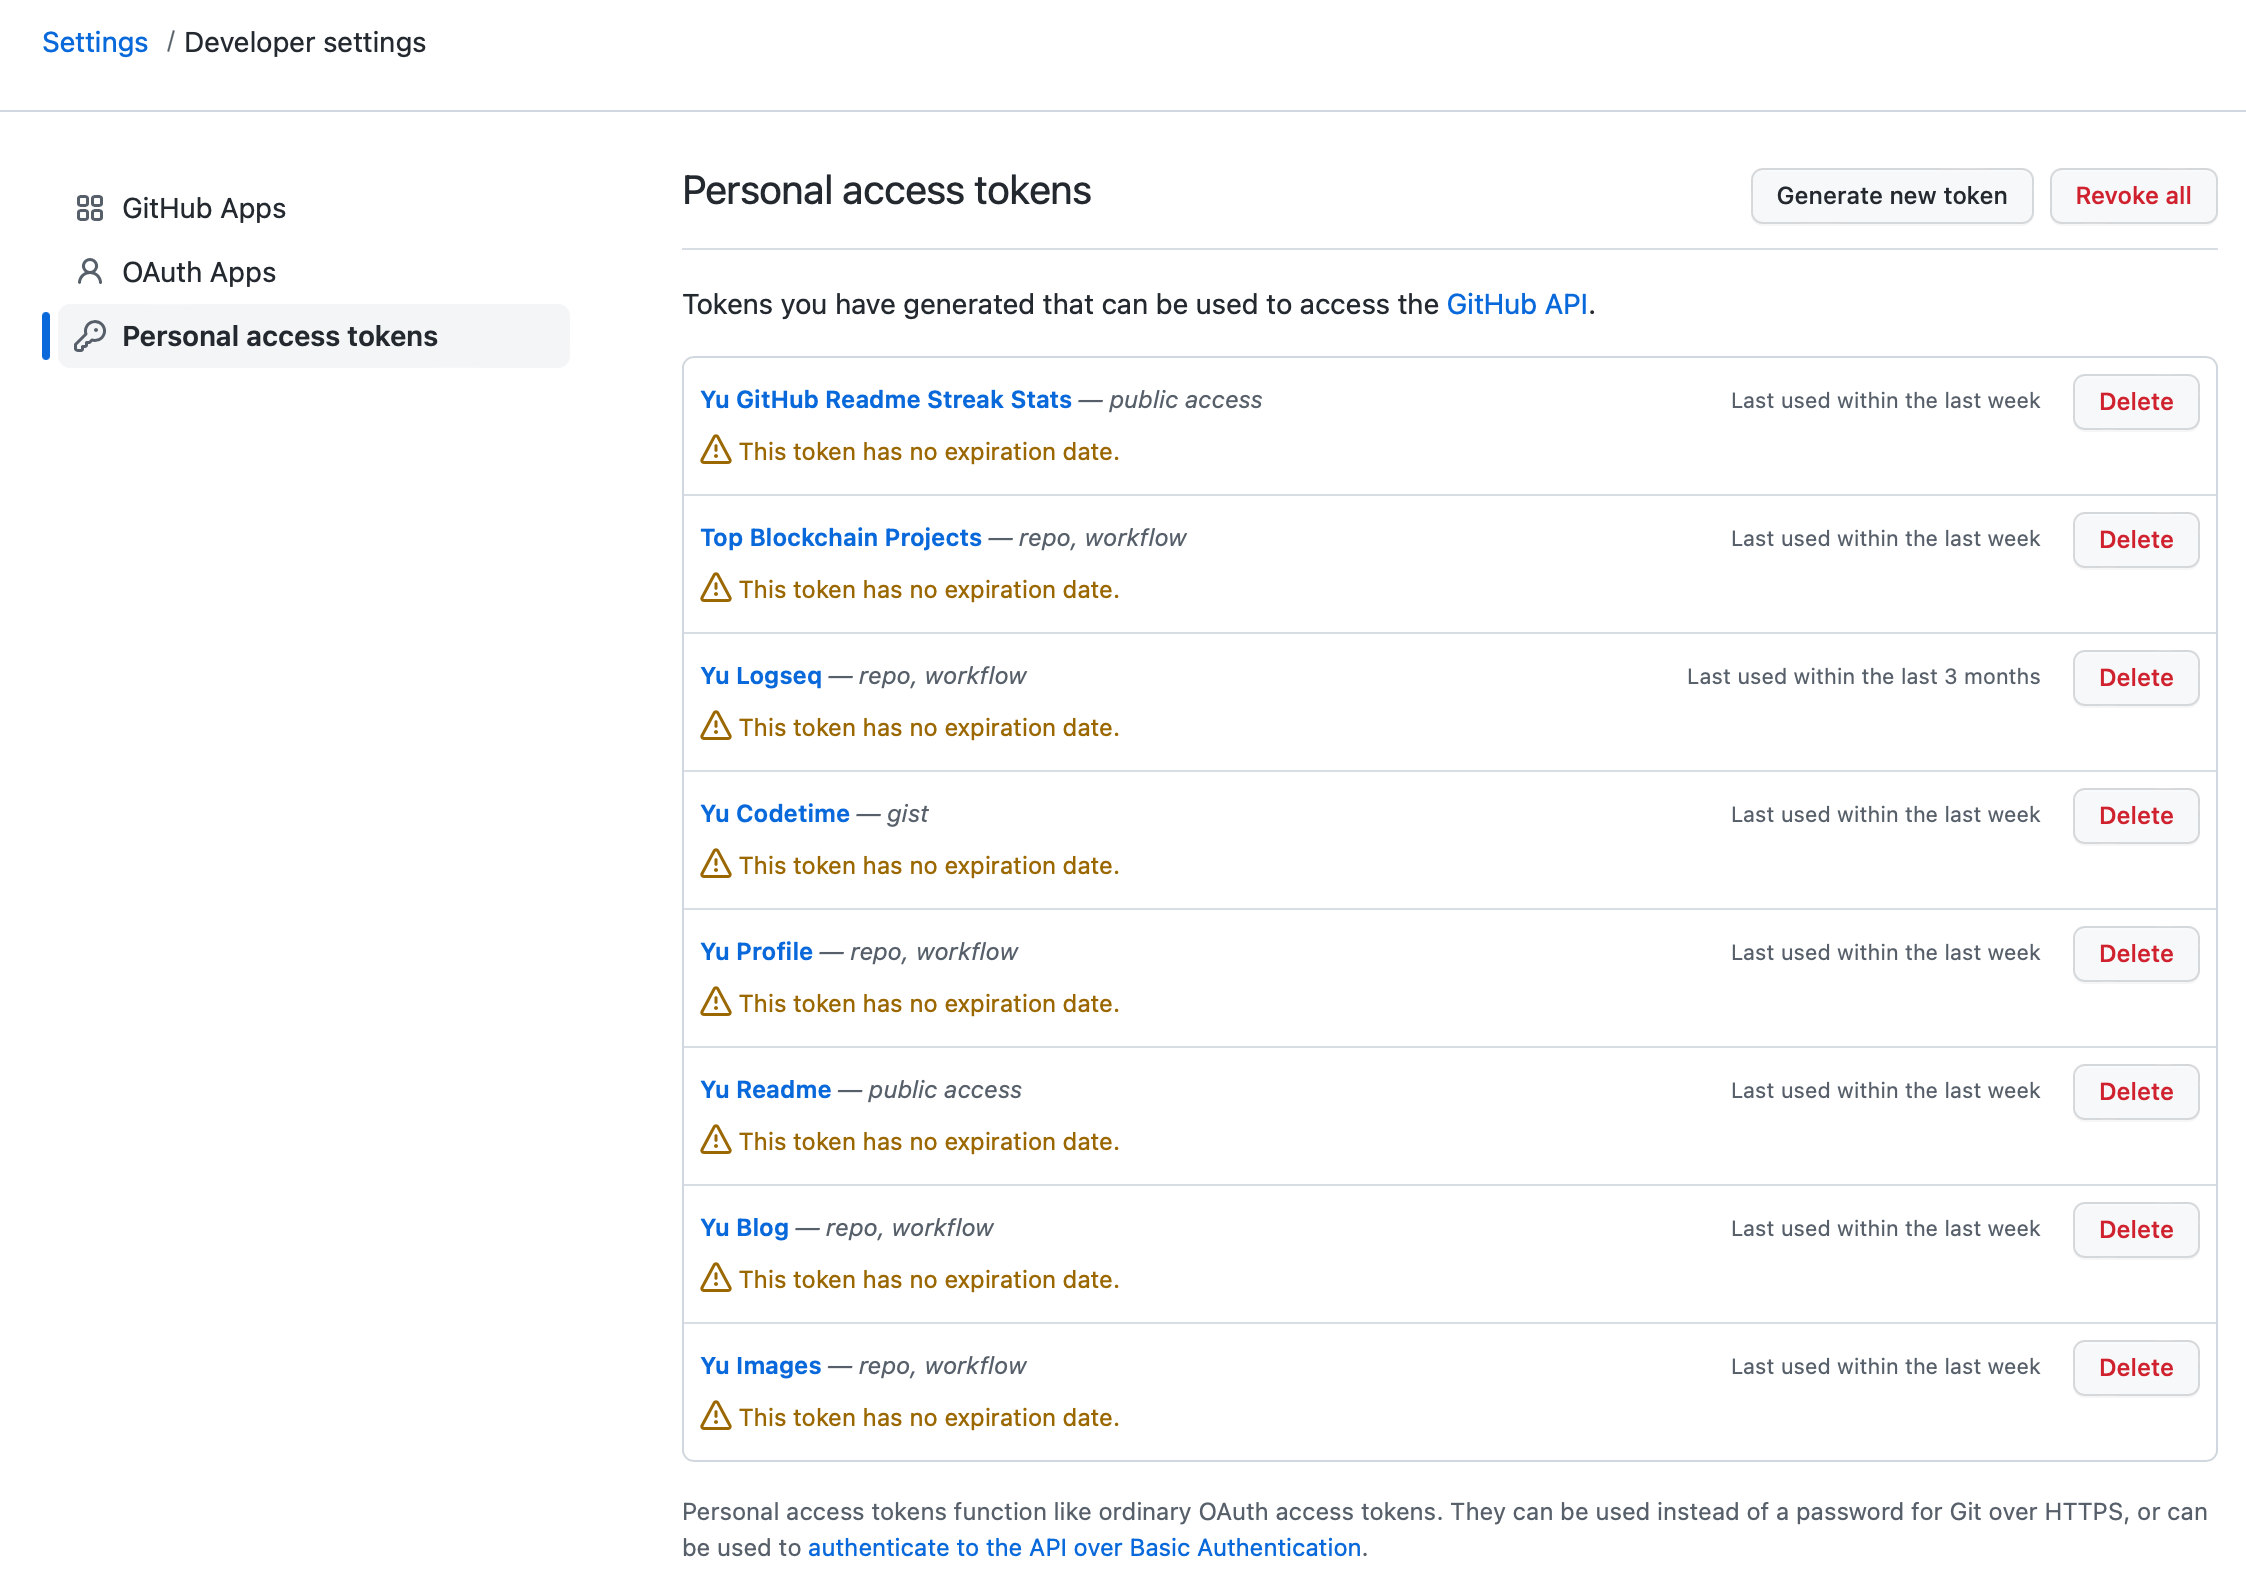 Settings / Developer settings
GitHub Apps
OAuth Apps
Personal access tokens
Personal access tokens
Generate new token
Revoke all
Tokens you have generated that can be used to access the GitHub API.
Yu GitHub Readme Streak Stats — public access
Last used within the last week
Delete
This token has no expiration date.
Top Blockchain Projects — repo, workflow
Last used within the last week
Delete
This token has no expiration date.
Yu Logseq — repo, workflow
Last used within the last 3 months
Delete
This token has no expiration date.
Yu Codetime — gist
Last used within the last week
Delete
This token has no expiration date.
Yu Profile — repo, workflow
Last used within the last week
Delete
This token has no expiration date.
Yu Readme — public access
Last used within the last week
Delete
This token has no expiration date.
Yu Blog — repo, workflow
Last used within the last week
Delete
This token has no expiration date.
Yu Images — repo, workflow
Last used within the last week
Delete
This token has no expiration date.
Personal access tokens function like ordinary OAuth access tokens. They can be used instead of a password for Git over HTTPS, or can
be used to authenticate to the API over Basic Authentication.